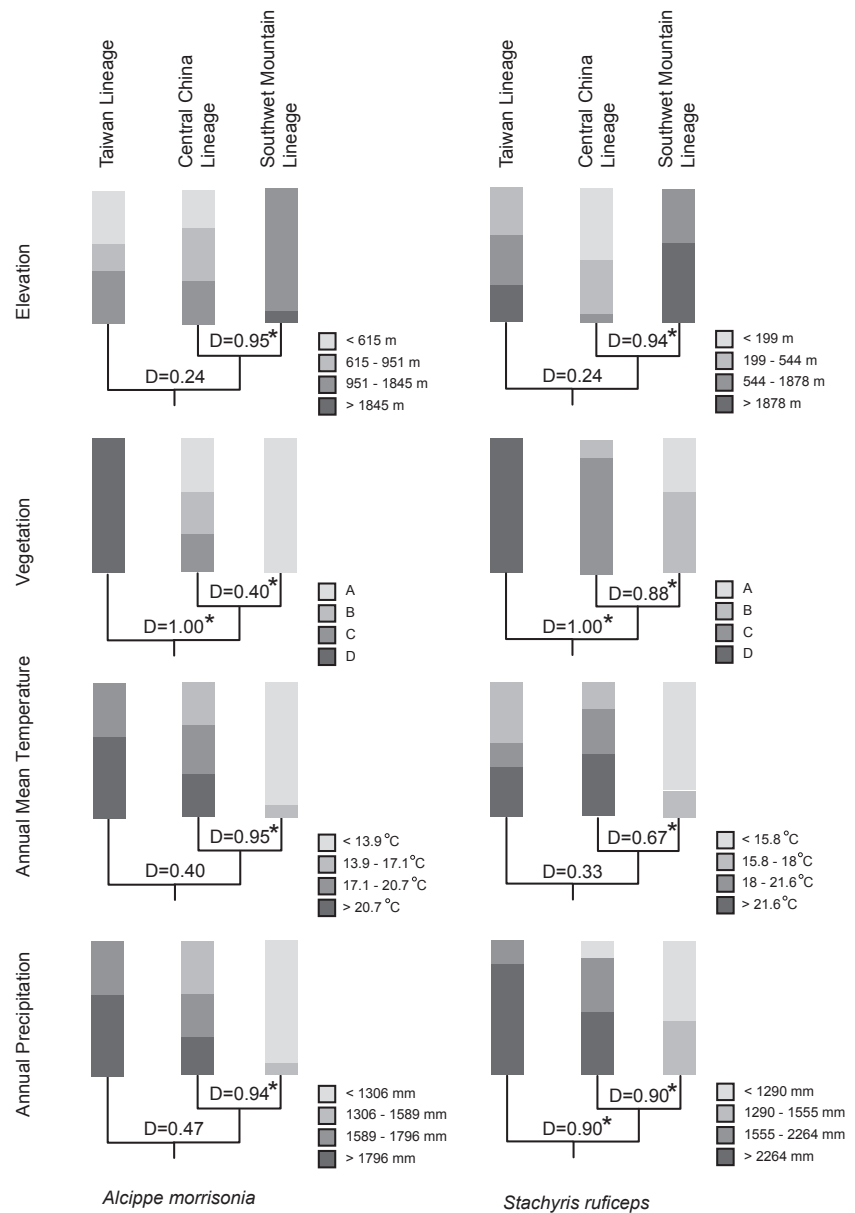 Taiwan Lineage
Central China
Lineage
Southwet Mountain
Lineage
Taiwan Lineage
Central China
Lineage
Southwet Mountain
Lineage
Elevation
D=0.95*
D=0.24
< 615 m
615 - 951 m
951 - 1845 m
> 1845 m
D=0.94*
D=0.24
< 199 m
199 - 544 m
544 - 1878 m
> 1878 m
Vegetation
D=0.40*
D=1.00*
A
B
C
D
D=0.88*
D=1.00*
A
B
C
D
Annual Mean Temperature
D=0.95*
D=0.40
< 13.9 °C
13.9 - 17.1°C
17.1 - 20.7 °C
> 20.7 °C
D=0.67*
D=0.33
< 15.8 °C
15.8 - 18°C
18 - 21.6°C
> 21.6 °C
Annual Precipitation
D=0.94*
D=0.47
< 1306 mm
1306 - 1589 mm
1589 - 1796 mm
> 1796 mm
D=0.90*
D=0.90*
< 1290 mm
1290 - 1555 mm
1555 - 2264 mm
> 2264 mm
Alcippe morrisonia
Stachyris ruficeps